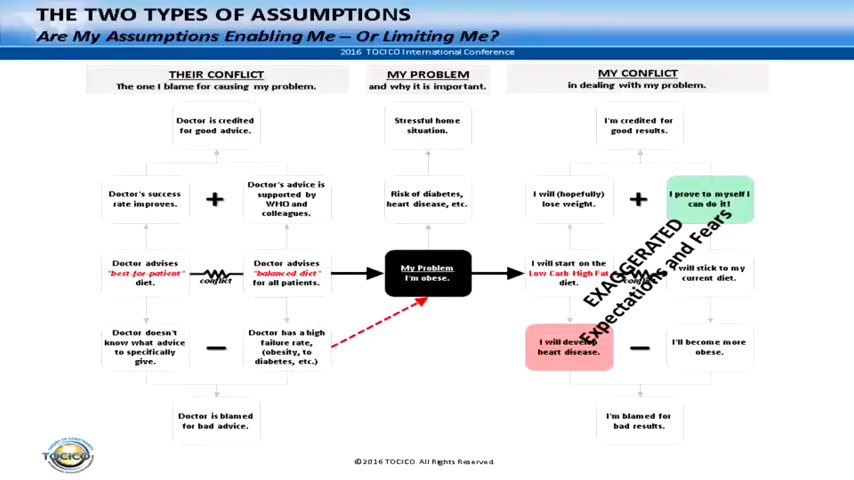 THE TWO TYPES OF ASSUMPTIONS
Are My Assumptions Enabling Me – Or Limiting Me?
2016 TOCICO International Conference
THEIR CONFLICT
The one I blame for causing my problem.
MY PROBLEM
and why it is important.
MY CONFLICT
in dealing with my problem.
Doctor is credited
for good advice.
Stressful home
situation.
I'm credited for
good results.
Doctor's success
rate improves.
+
Doctor's advice is
supported by
WHO and
colleagues.
Risk of diabetes,
heart disease, etc.
I will (hopefully)
lose weight.
+
I prove to myself I
can do it!
Doctor advises
"best-for-patient"
diet.
conflict
Doctor advises
"balanced diet"
for all patients.
My Problem
I'm obese.
I will start on the
Low Carb High Fat
diet.
I will stick to my
current diet.
EXAGGERATED
Expectations and Fears
Doctor doesn't
know what advice
to specifically
give.
–
Doctor has a high
failure rate,
(obesity, to
diabetes, etc.)
I will develop
heart disease.
–
I'll become more
obese.
Doctor is blamed
for bad advice.
I'm blamed for
bad results.
TOCICO
©2016 TOCICO. All Rights Reserved.